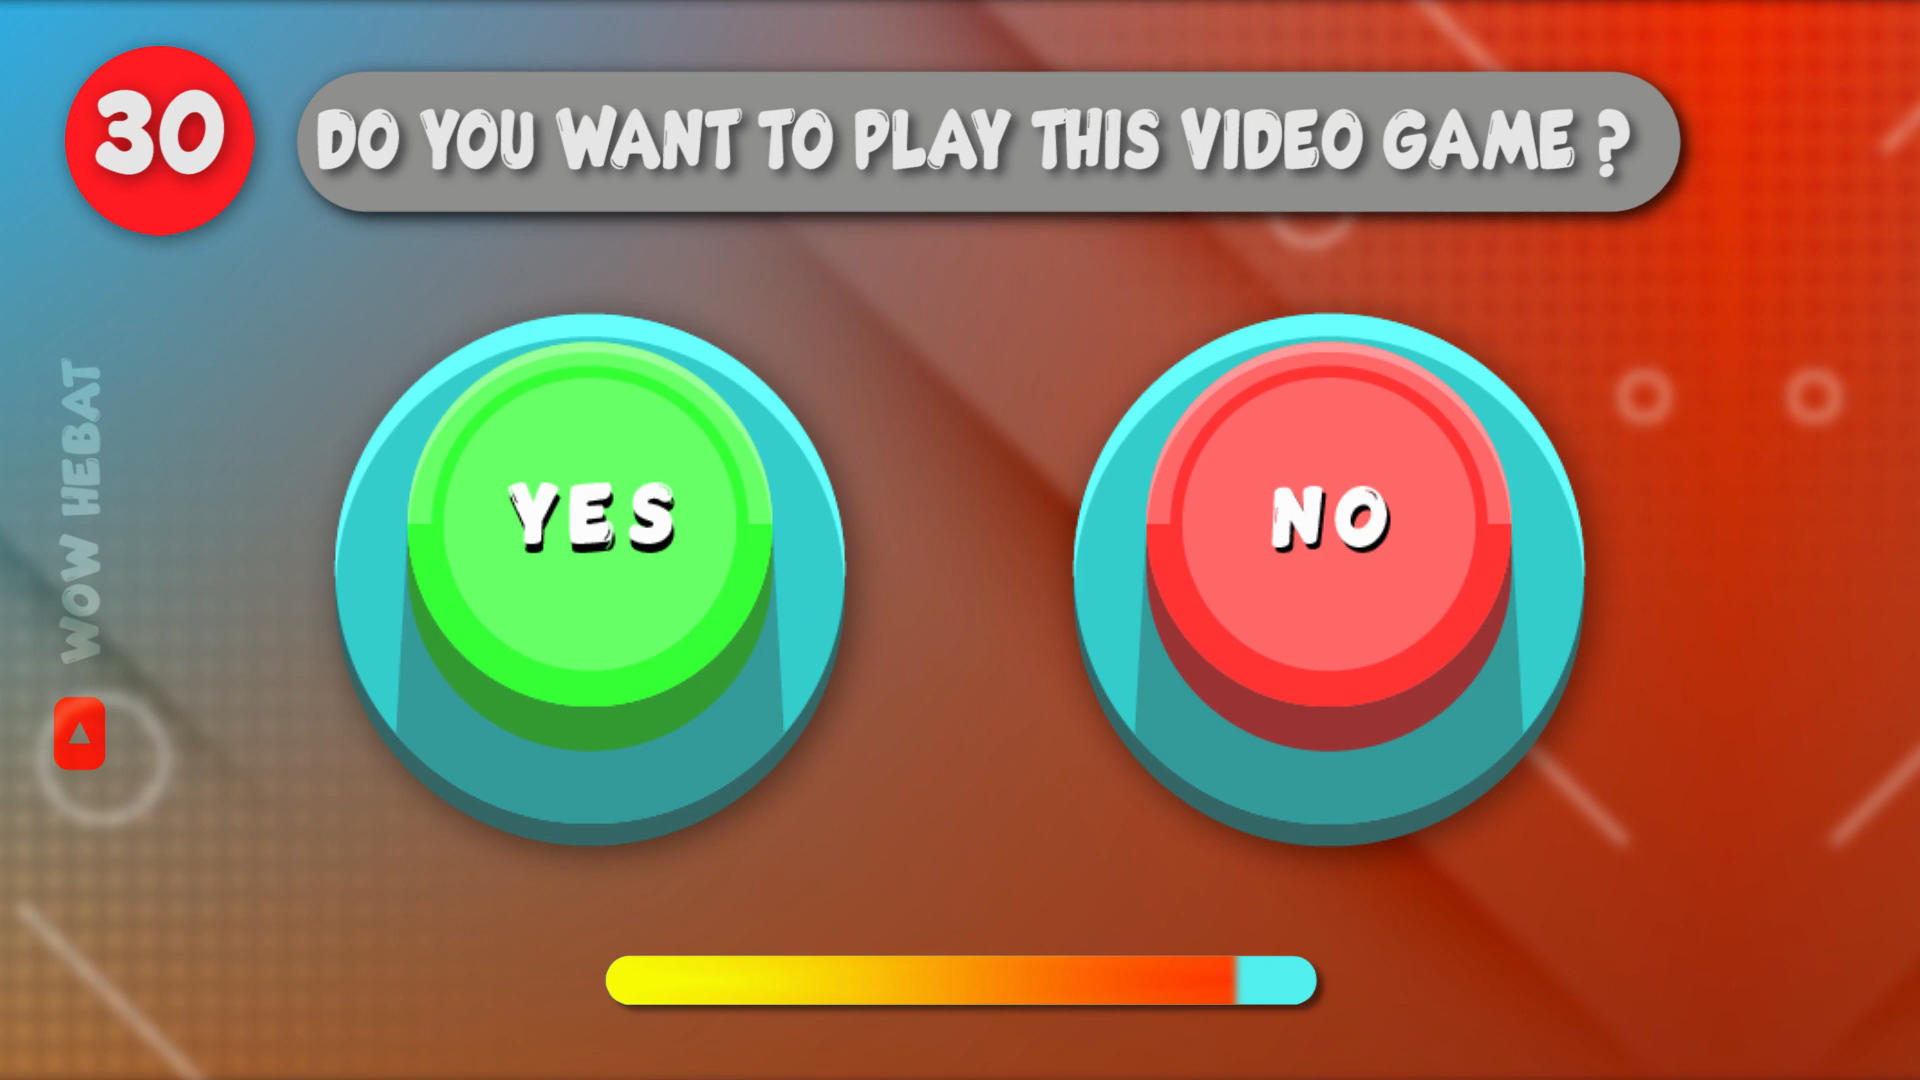 30
DO YOU WANT TO PLAY THIS VIDEO GAME ?
YES
NO
WOW HEBAT